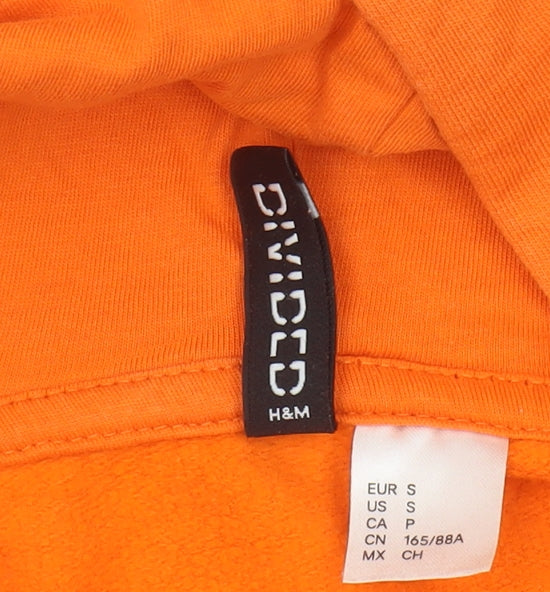 DIVIDED
H&M
EUR S
US S
CA P
CN 165/88A
MX CH